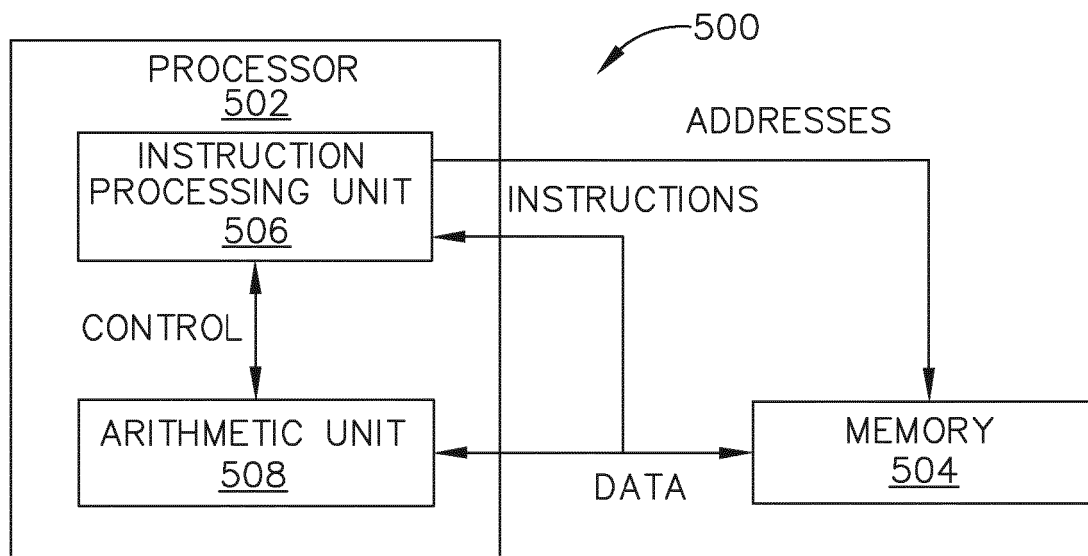 500
PROCESSOR
502
ADDRESSES
INSTRUCTION
PROCESSING UNIT
506
INSTRUCTIONS
CONTROL
ARITHMETIC UNIT
508
DATA
MEMORY
504